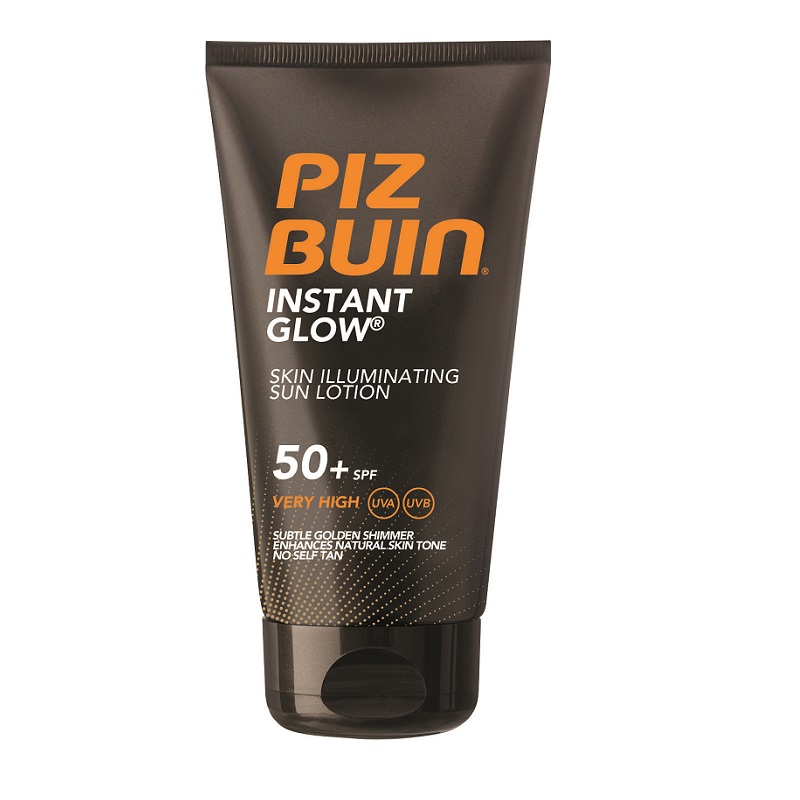 PIZ
BUIN®
INSTANT
GLOW®
SKIN ILLUMINATING
SUN LOTION
50+ SPF
VERY HIGH UVA UVB
SUBTLE GOLDEN SHIMMER
ENHANCES NATURAL SKIN TONE
NO SELF TAN